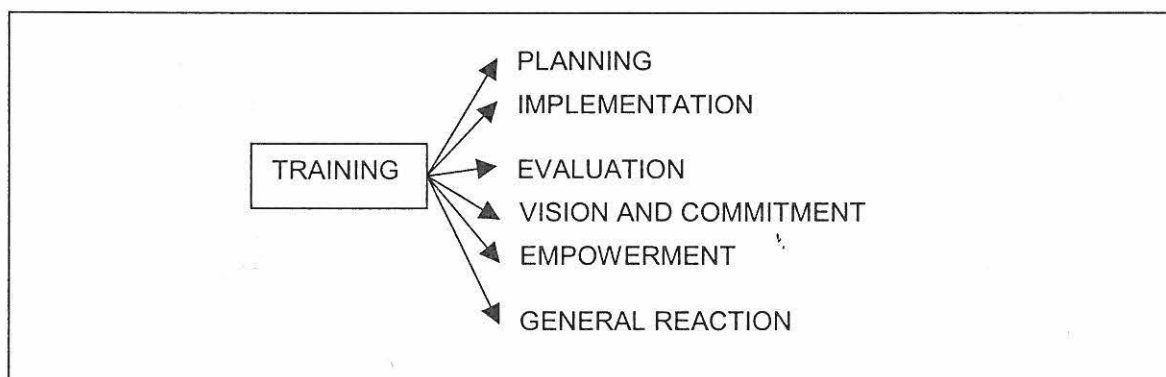 PLANNING
IMPLEMENTATION
TRAINING
EVALUATION
VISION AND COMMITMENT
EMPOWERMENT
GENERAL REACTION